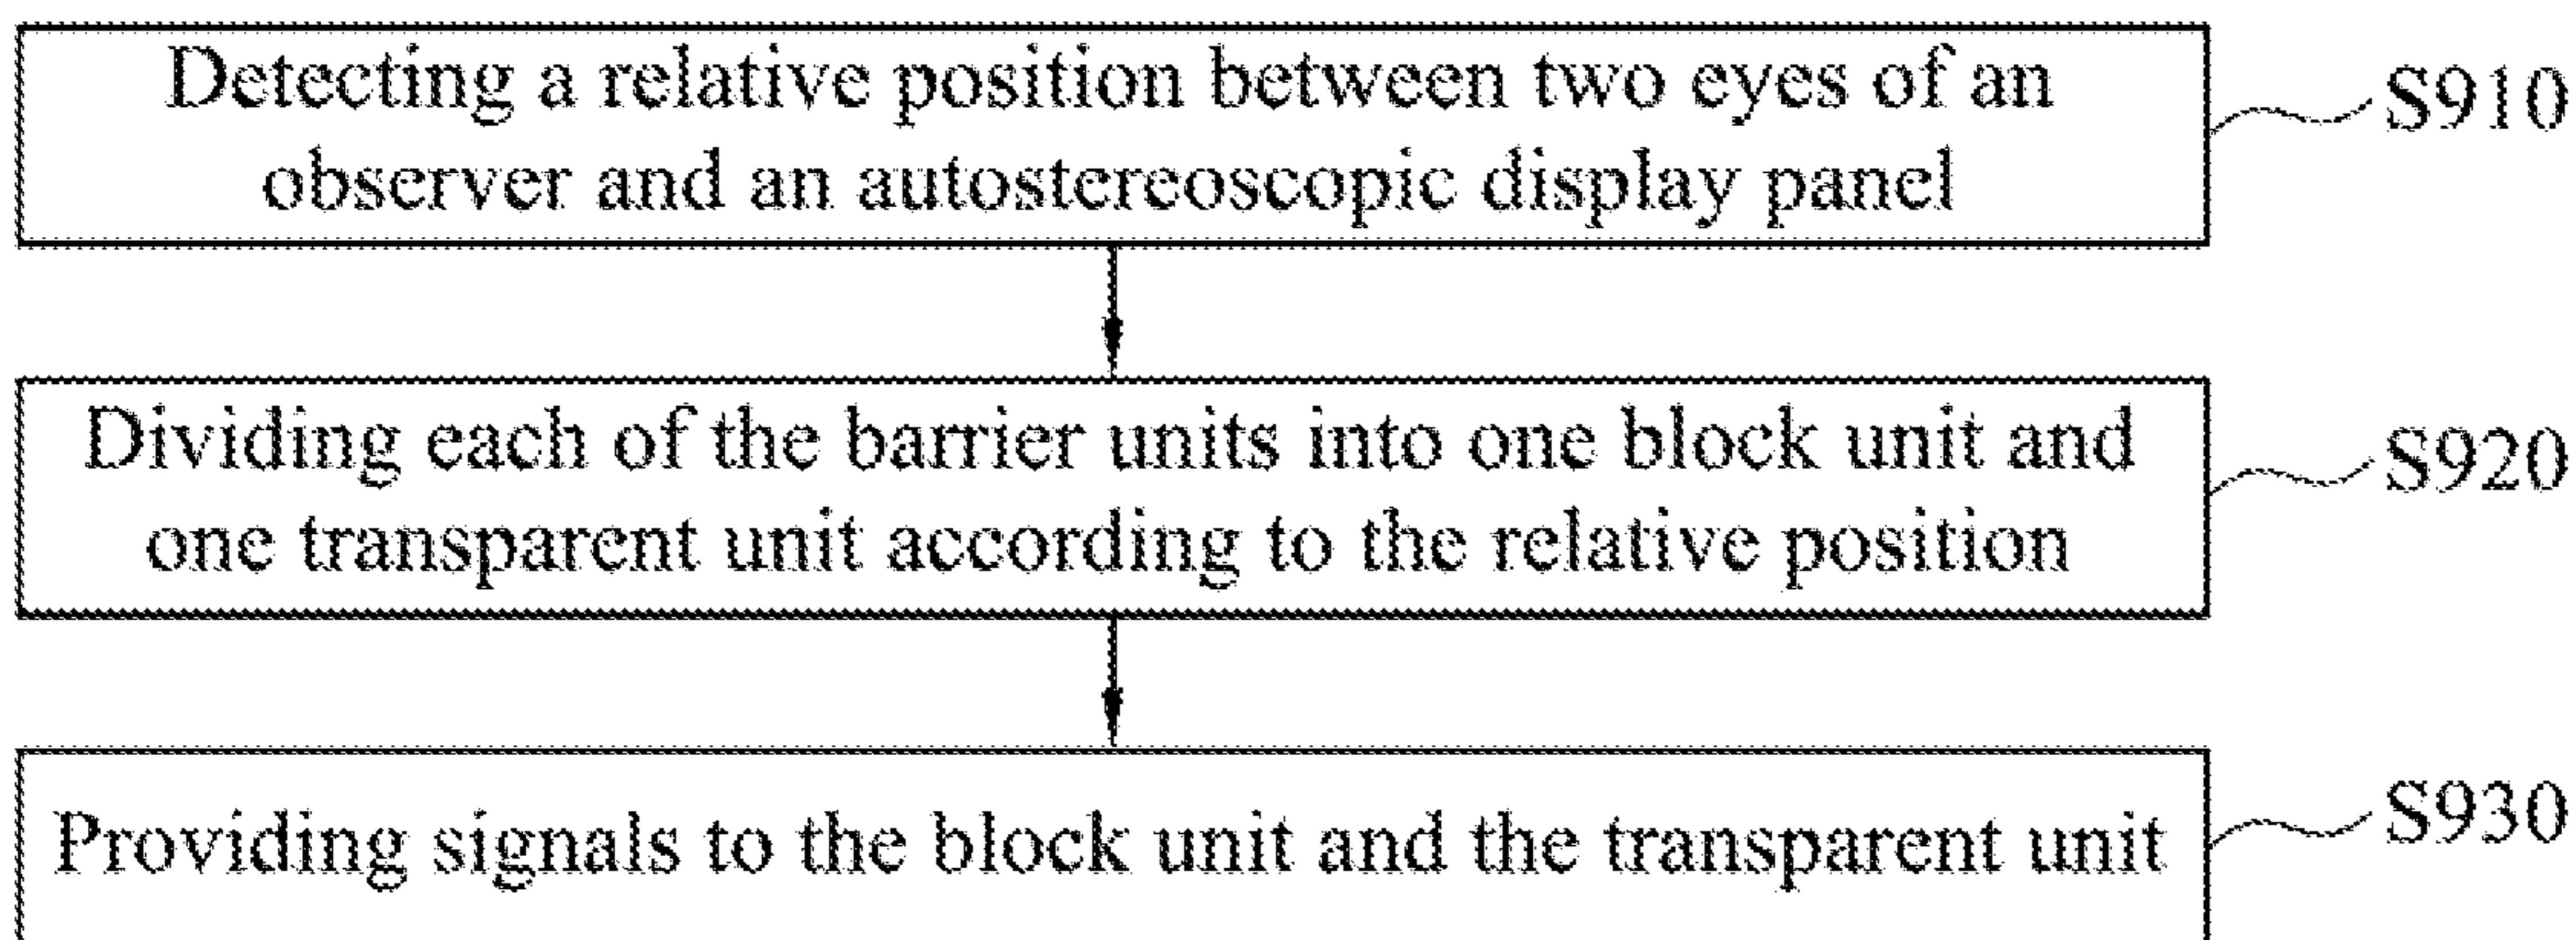 Detecting a relative position between two eyes of an
observer and an autostereoscopic display panel
S910
Dividing each of the barrier units into one block unit and
one transparent unit according to the relative position
S920
Providing signals to the block unit and the transparent unit
S930